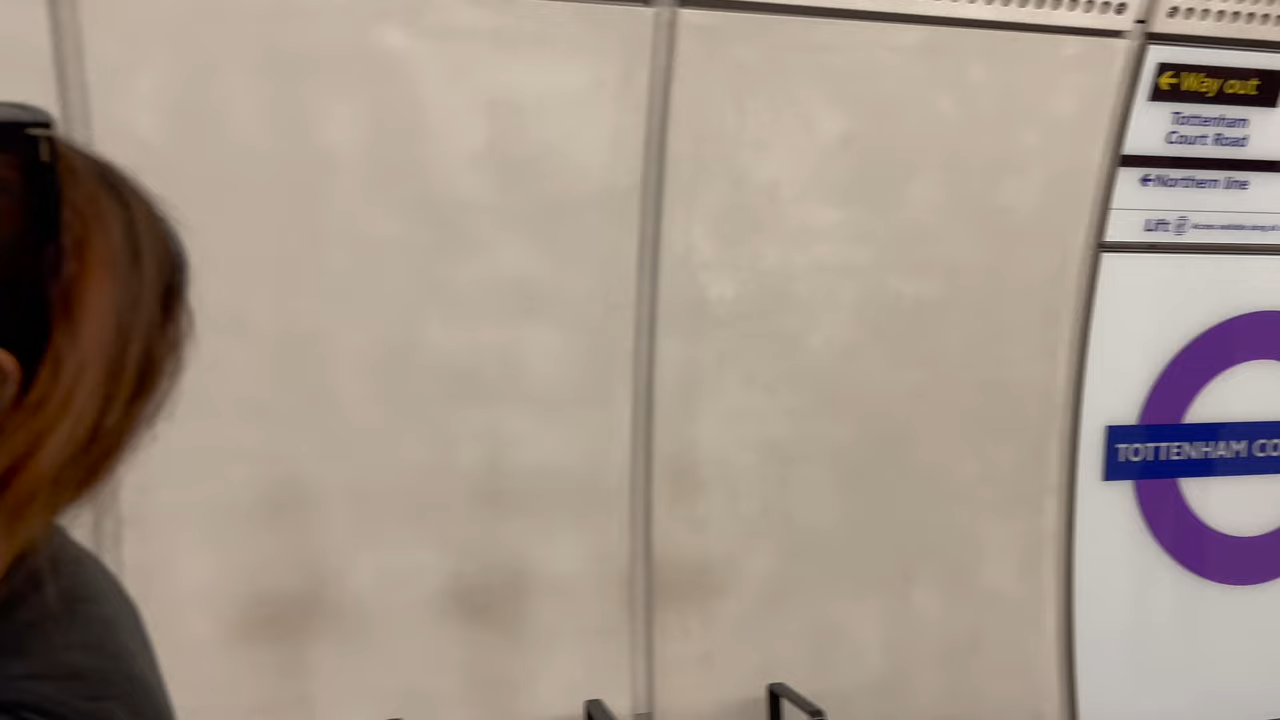 ← Way out
Tottenham
Court Road
← Northern line
Lift
TOTTENHAM CO